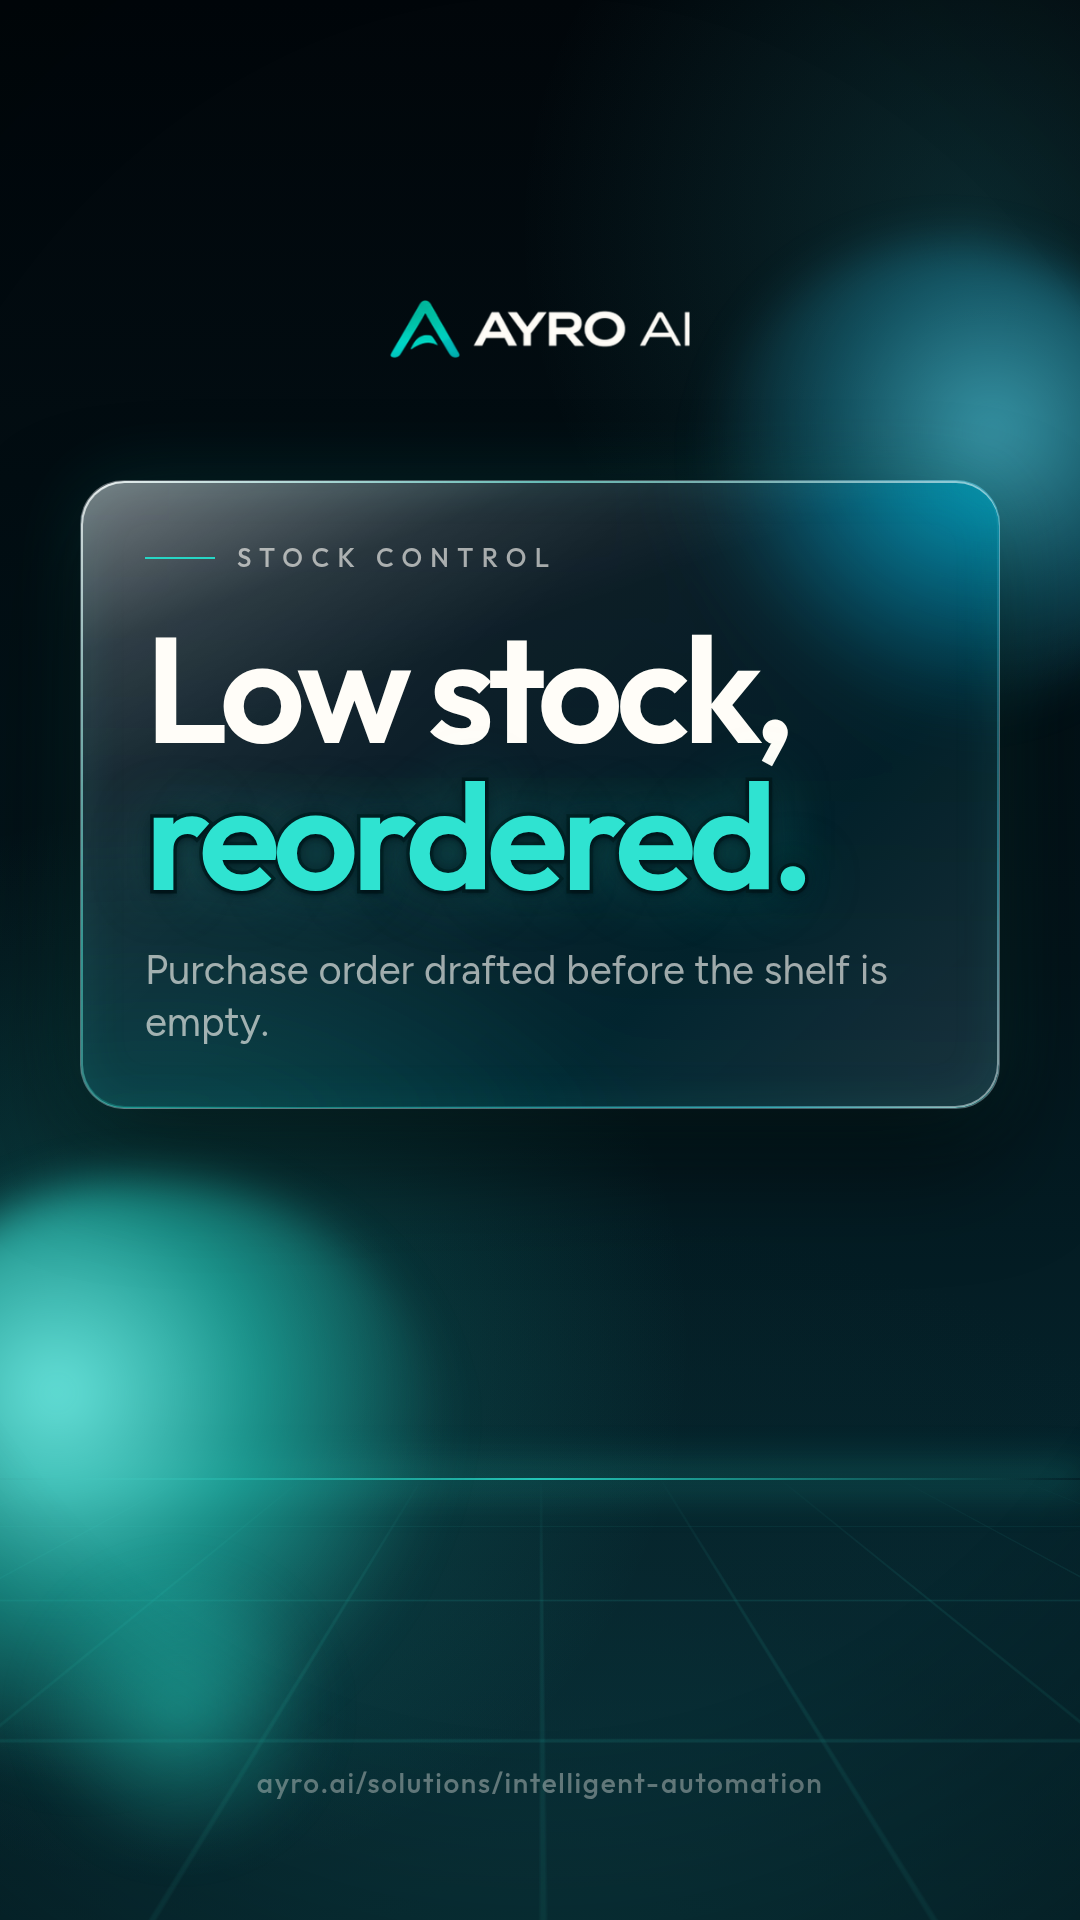 AYRO AI
STOCK CONTROL
Low stock,
reordered.
Purchase order drafted before the shelf is
empty.
ayro.ai/solutions/intelligent-automation